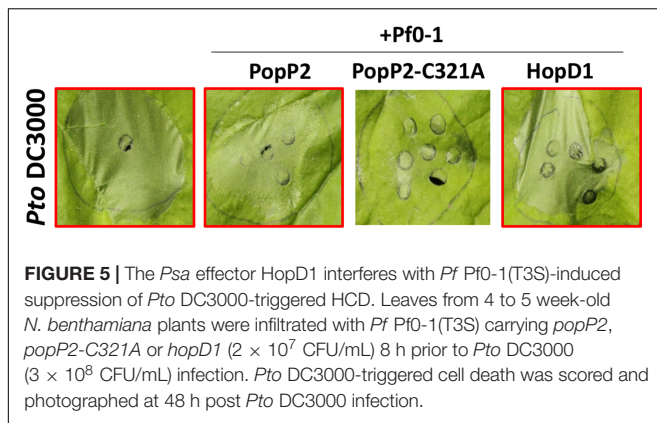 +Pf0-1
PopP2 PopP2-C321A HopD1
Pto DC3000
FIGURE 5 | The Psa effector HopD1 interferes with Pf Pf0-1(T3S)-induced
suppression of Pto DC3000-triggered HCD. Leaves from 4 to 5 week-old
N. benthamiana plants were infiltrated with Pf Pf0-1(T3S) carrying popP2,
popP2-C321A or hopD1 (2 × 10⁷ CFU/mL) 8 h prior to Pto DC3000
(3 × 10⁸ CFU/mL) infection. Pto DC3000-triggered cell death was scored and
photographed at 48 h post Pto DC3000 infection.